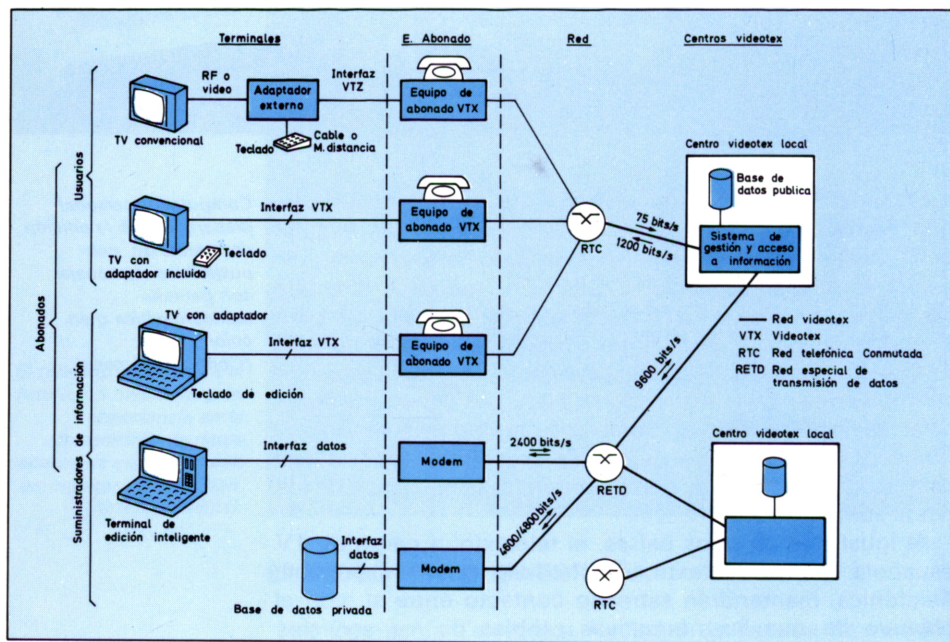 Terminales
E. Abonado
Red
Centros videotex
RF o
video
Adaptador
externo
Interfaz
VTZ
Equipo de
abonado VTX
TV convencional
Teclado
Cable o
M. distancia
Centro videotex local
Base de
datos publica
Usuarios
Interfaz VTX
Equipo de
abonado VTX
75 bits/s
1200 bits/s
Sistema de
gestión y acceso
a información
RTC
TV con
adaptador incluido
Teclado
Abonados
TV con adaptador
Interfaz VTX
Equipo de
abonado VTX
Teclado de edición
Red videotex
VTX Videotex
RTC Red telefónica Conmutada
RETD Red especial de
transmisión de datos
9600 bits/s
Suministradores de información
Interfaz datos
Modem
2400 bits/s
RETD
Centro videotex local
Terminal de
edición inteligente
4600/4800 bits/s
Interfaz
datos
Modem
RTC
Base de datos privada